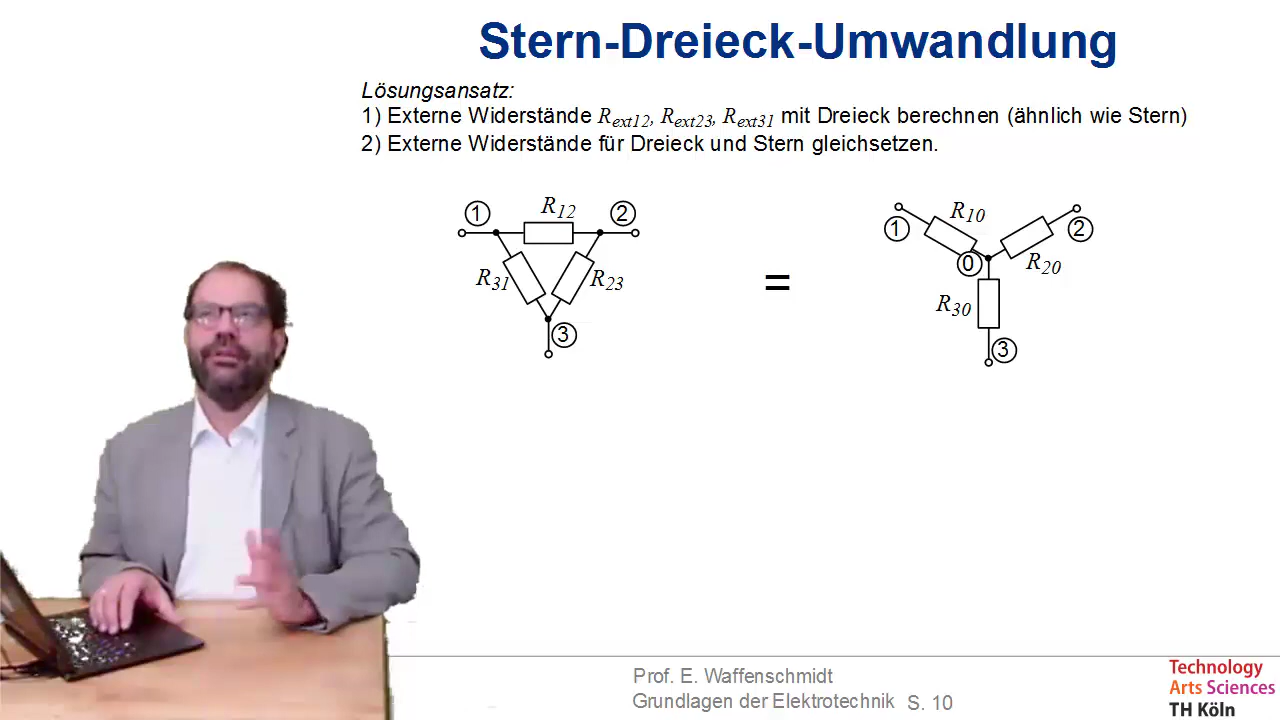 Stern-Dreieck-Umwandlung
Lösungsansatz:
1) Externe Widerstände Rext12, Rext23, Rext31 mit Dreieck berechnen (ähnlich wie Stern)
2) Externe Widerstände für Dreieck und Stern gleichsetzen.
1 R12 2
R31 R23
3
=
1 R10 2
0 R20
R30
3
Prof. E. Waffenschmidt
Grundlagen der Elektrotechnik S. 10
Technology
Arts Sciences
TH Köln